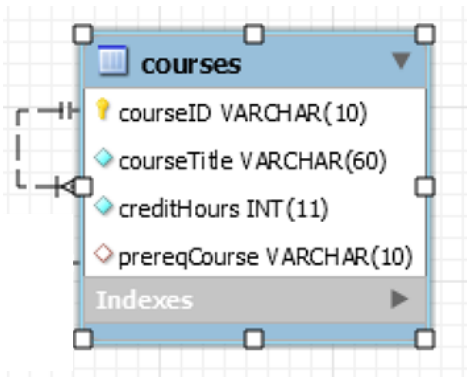 courses
courseID VARCHAR(10)
courseTitle VARCHAR(60)
creditHours INT(11)
prereqCourse VARCHAR(10)
Indexes